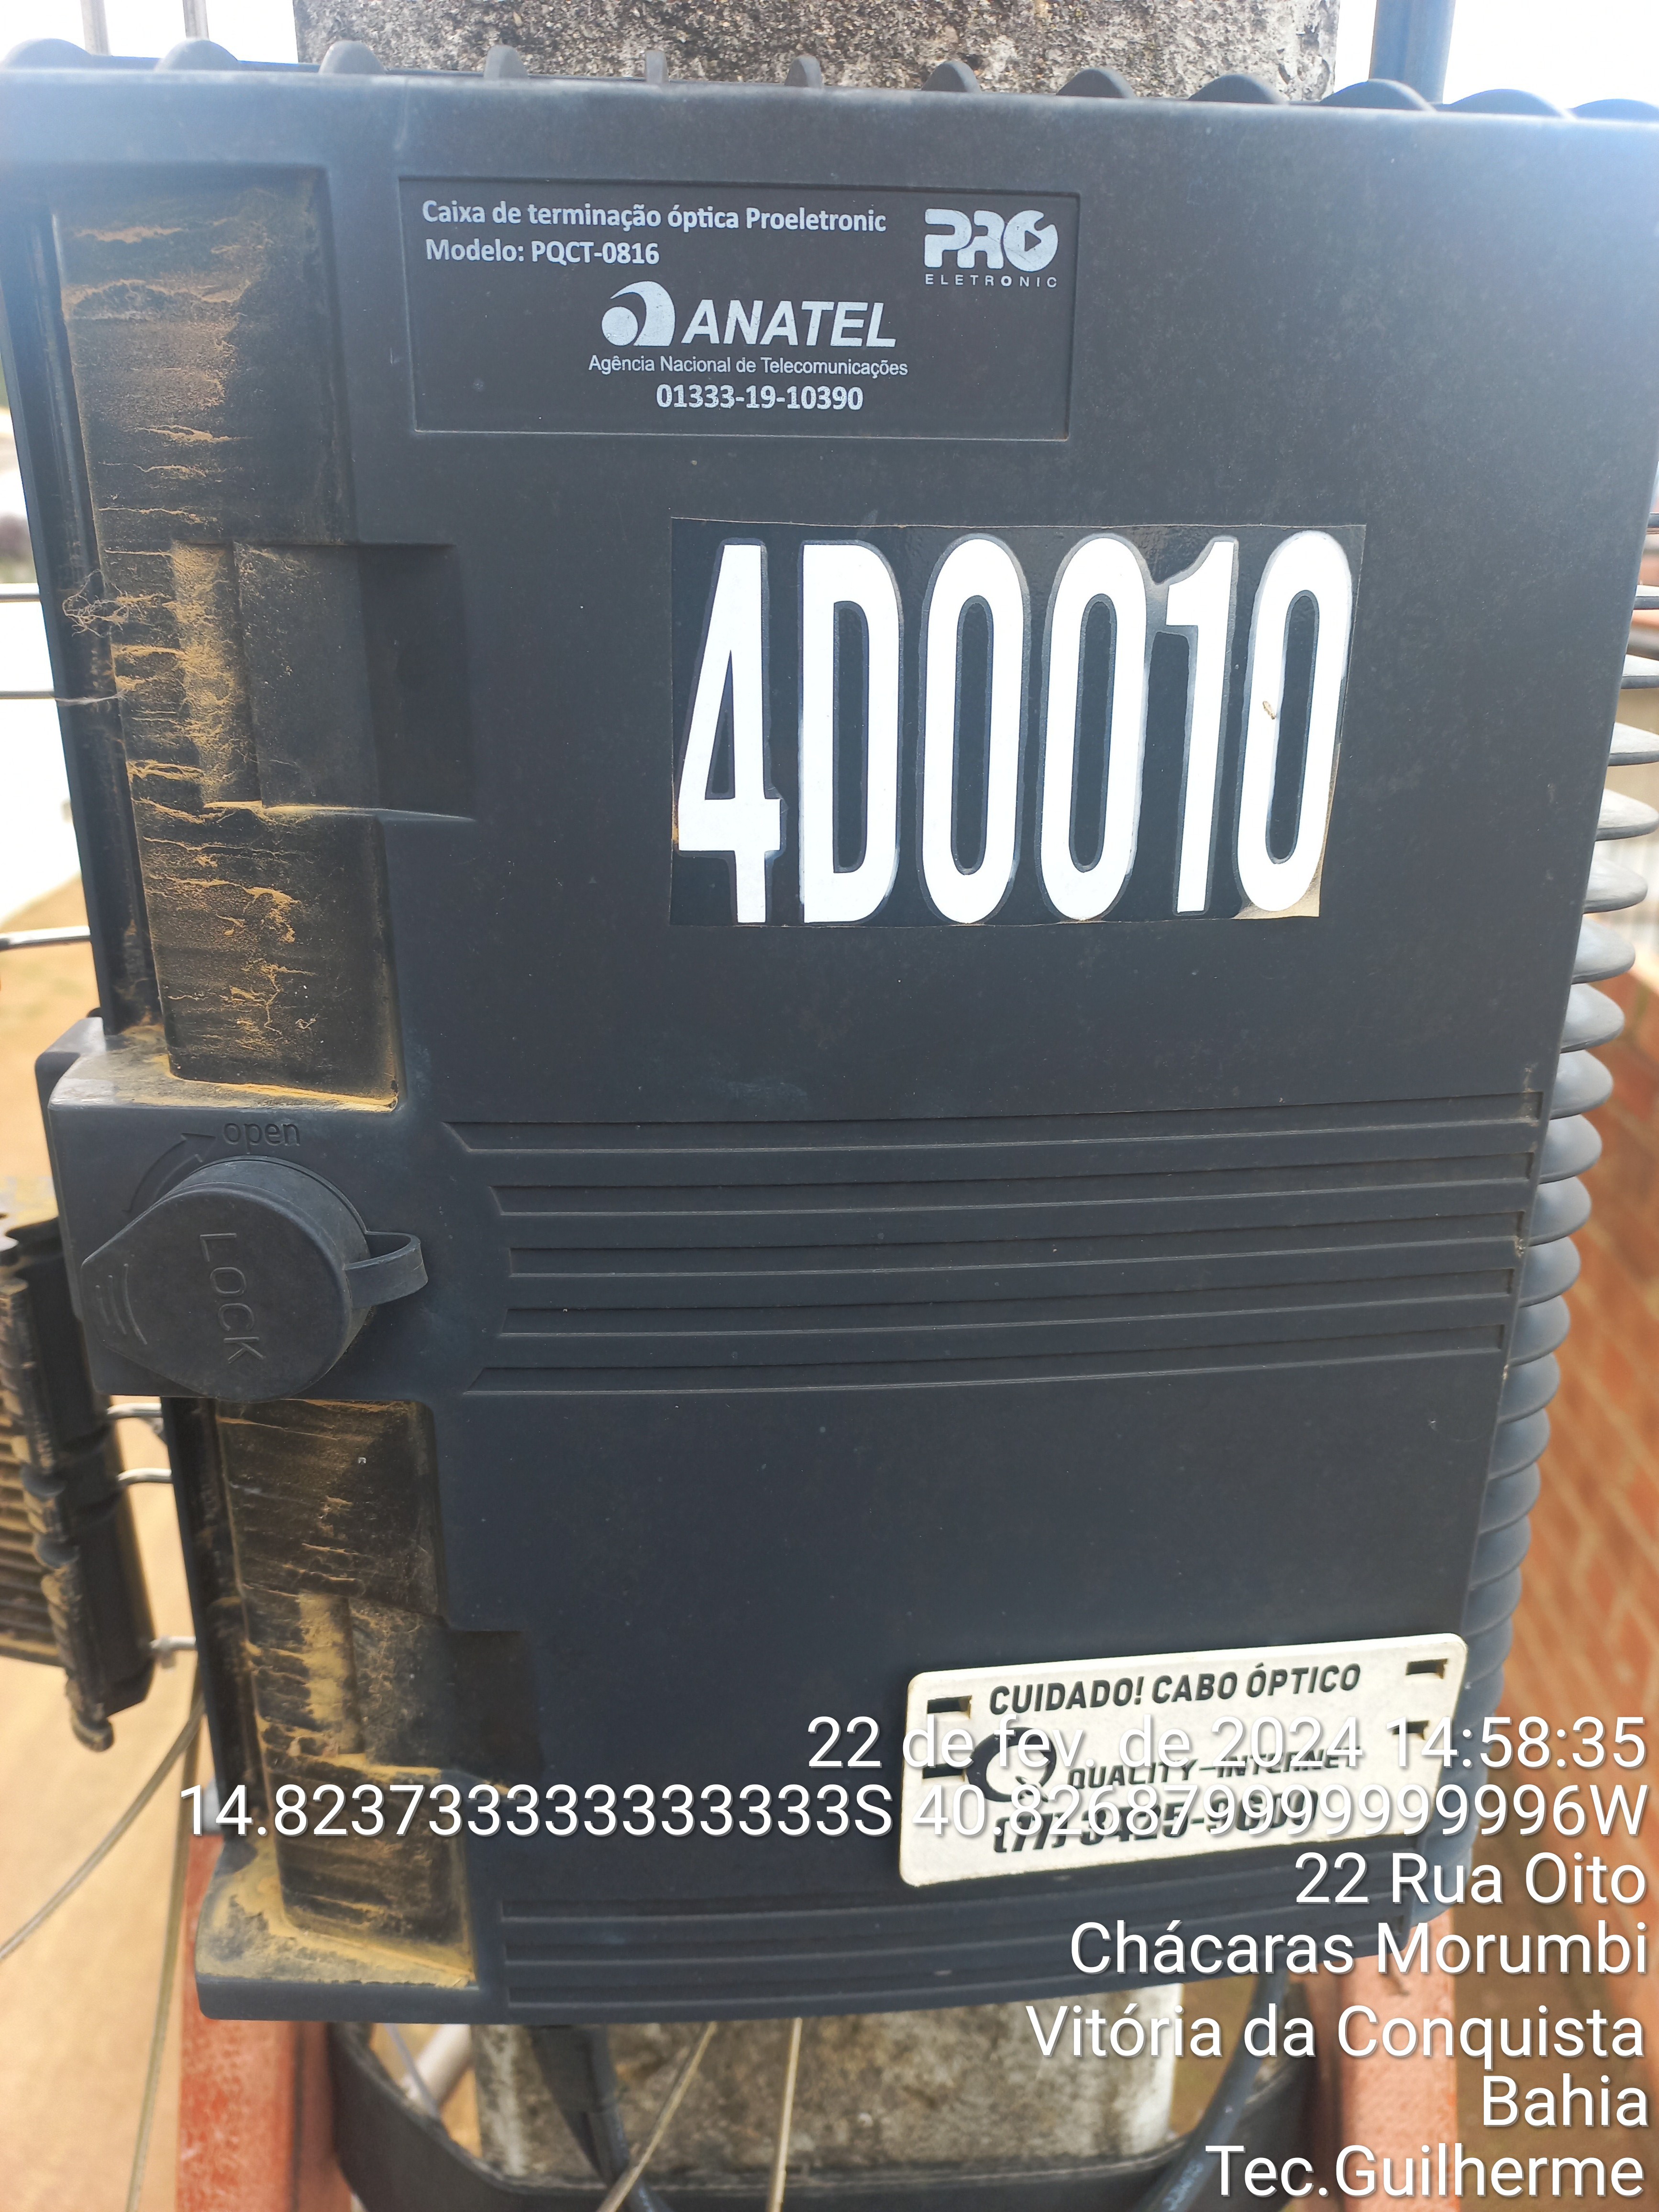 Caixa de terminação óptica Proeletronic
Modelo: PQCT-0816
PRO
ELETRONIC
ANATEL
Agência Nacional de Telecomunicações
01333-19-10390
4D0010
open
LOCK
CUIDADO! CABO ÓPTICO
QUALITY-INTERNET
22 de fev. de 2024 14:58:35
14.823733333333333S 40.826879999999996W
22 Rua Oito
Chácaras Morumbi
Vitória da Conquista
Bahia
Tec.Guilherme